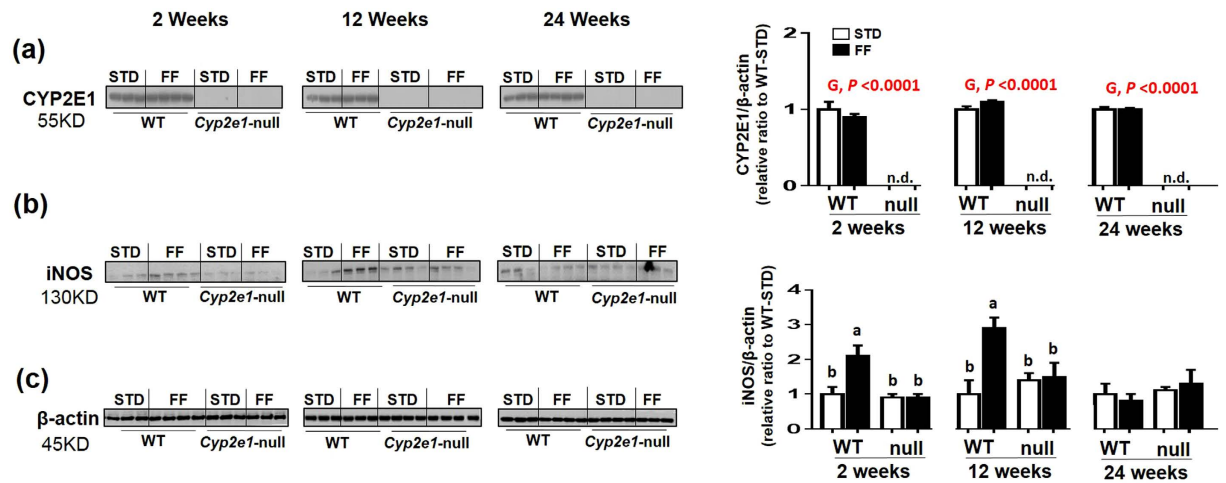 2 Weeks 12 Weeks 24 Weeks
(a)
STD FF STD FF STD FF STD FF STD FF STD FF
CYP2E1
55KD
WT Cyp2e1-null WT Cyp2e1-null WT Cyp2e1-null
(b)
STD FF STD FF STD FF STD FF STD FF STD FF
iNOS
130KD
WT Cyp2e1-null WT Cyp2e1-null WT Cyp2e1-null
(c)
STD FF STD FF STD FF STD FF STD FF STD FF
β-actin
45KD
WT Cyp2e1-null WT Cyp2e1-null WT Cyp2e1-null
CYP2E1/β-actin
(relative ratio to WT-STD)
2
1
0
STD
FF
G, P <0.0001 G, P <0.0001 G, P <0.0001
n.d. n.d. n.d.
WT null WT null WT null
2 weeks 12 weeks 24 weeks
iNOS/β-actin
(relative ratio to WT-STD)
4
3
2
1
0
b a b b b a b b
WT null WT null WT null
2 weeks 12 weeks 24 weeks